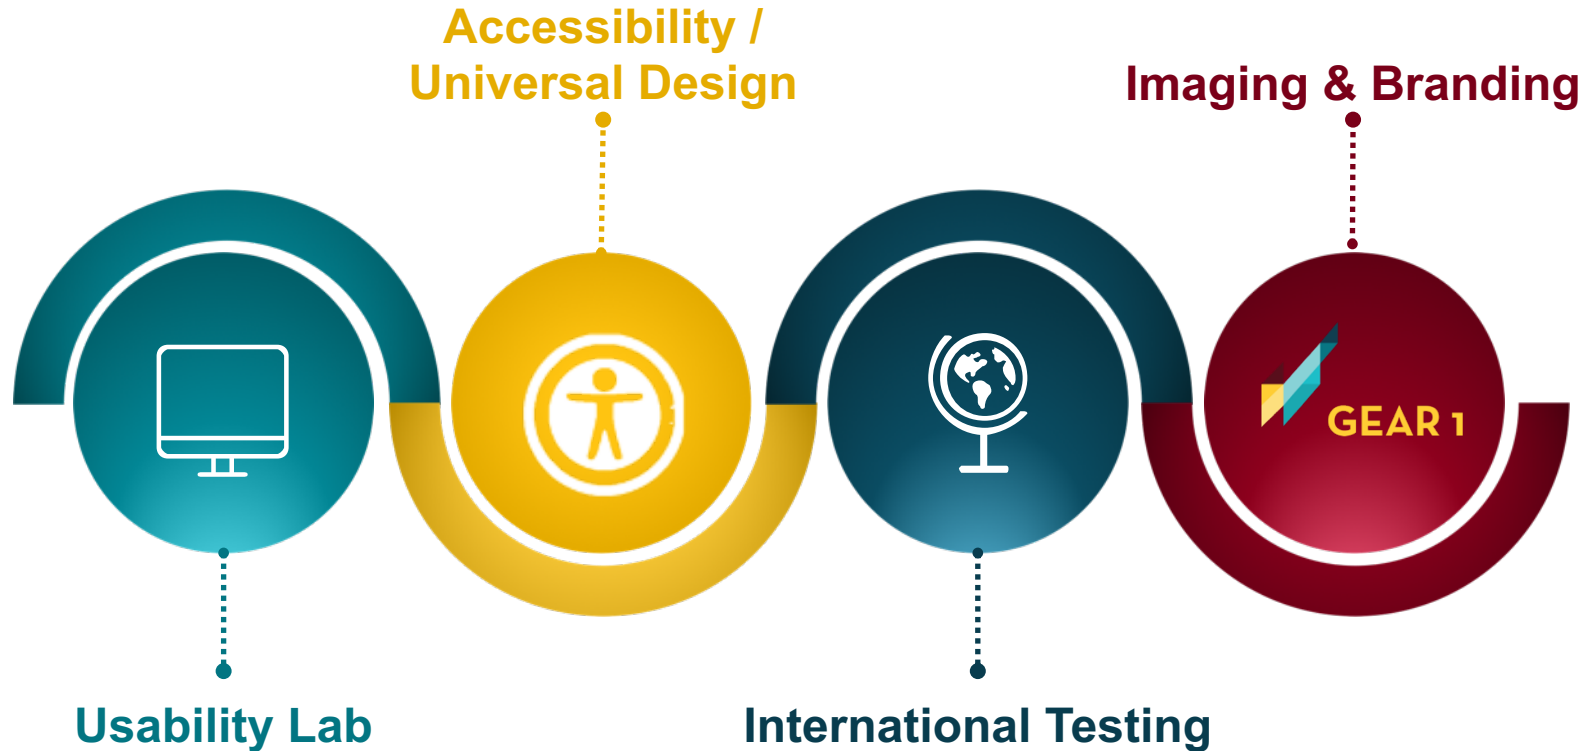 Accessibility /
Universal Design
Imaging & Branding
GEAR 1
Usability Lab
International Testing